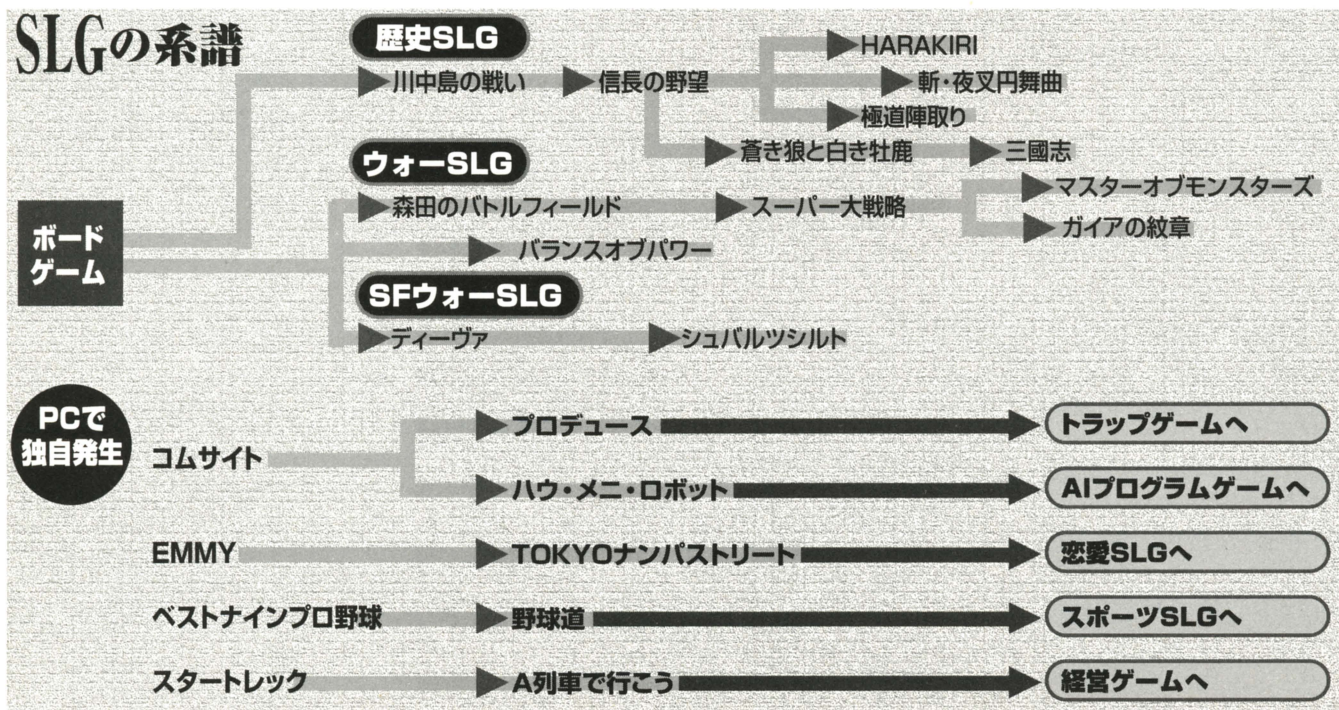 SLGの系譜
歴史SLG
川中島の戦い
信長の野望
HARAKIRI
斬・夜叉円舞曲
極道陣取り
蒼き狼と白き牡鹿
三國志
ウォーSLG
森田のバトルフィールド
スーパー大戦略
マスターオブモンスターズ
ガイアの紋章
バランスオブパワー
ボード
ゲーム
SFウォーSLG
ディーヴァ
シュバルツシルト
PCで
独自発生
コムサイト
プロデュース
トラップゲームへ
ハウ・メニ・ロボット
AIプログラムゲームへ
EMMY
TOKYOナンパストリート
恋愛SLGへ
ベストナインプロ野球
野球道
スポーツSLGへ
スタートレック
A列車で行こう
経営ゲームへ